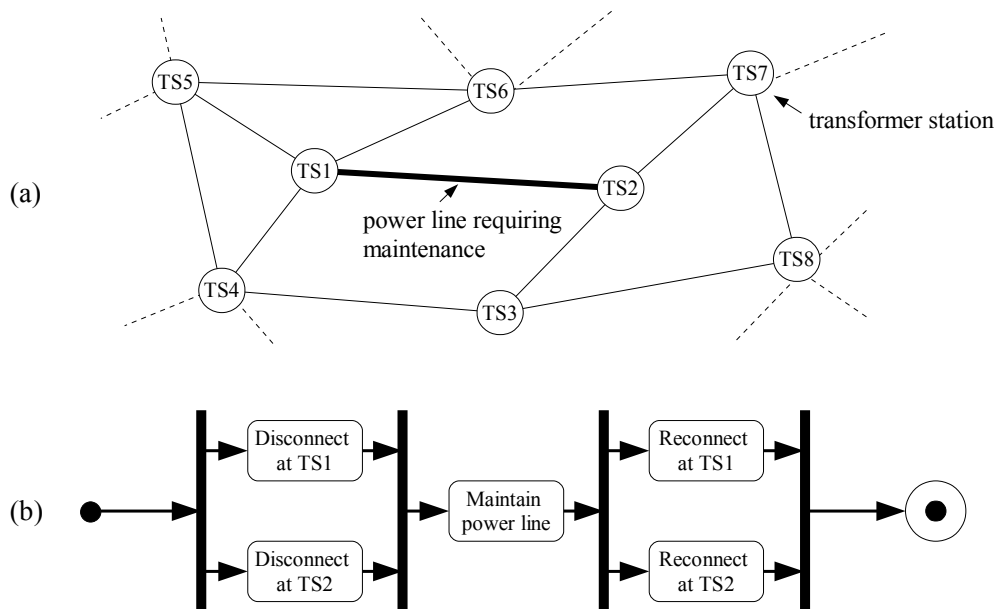 (a)
TS5
TS6
TS7
transformer station
TS1
TS2
power line requiring
maintenance
TS8
TS4
TS3
(b)
Disconnect
at TS1
Disconnect
at TS2
Maintain
power line
Reconnect
at TS1
Reconnect
at TS2